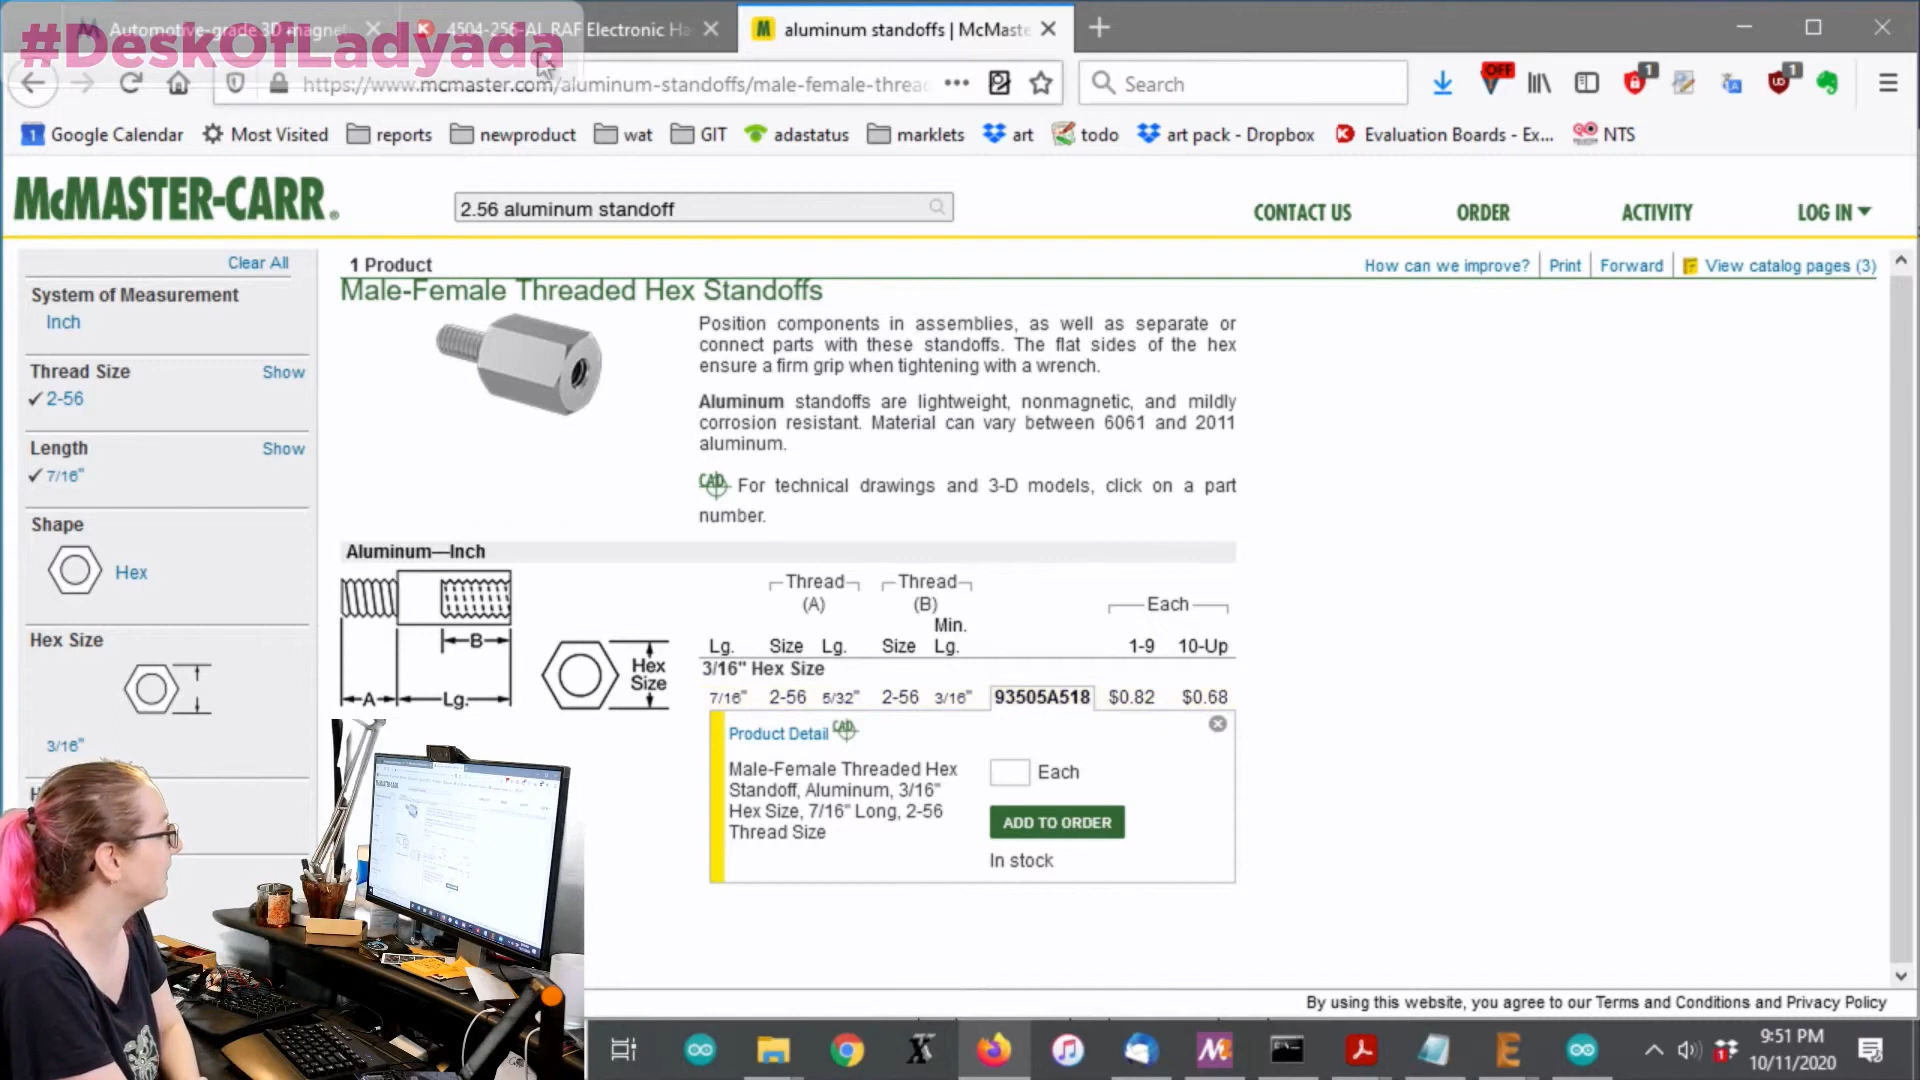 #DeskOfLadyada
Automotive-grade 3D magnet
4504-256-AL RAF Electronic Ha
aluminum standoffs | McMaste
https://www.mcmaster.com/aluminum-standoffs/male-female-threa
Search
OFF
1
1
1 Google Calendar
Most Visited
reports
newproduct
wat
GIT
adastatus
marklets
art
todo
art pack - Dropbox
Evaluation Boards - Ex...
NTS
McMASTER-CARR®
2.56 aluminum standoff
CONTACT US
ORDER
ACTIVITY
LOG IN
Clear All
System of Measurement
Inch
Thread Size Show
2-56
Length Show
7/16"
Shape
Hex
Hex Size
3/16"
1 Product
How can we improve? Print Forward View catalog pages (3)
Male-Female Threaded Hex Standoffs
Position components in assemblies, as well as separate or
connect parts with these standoffs. The flat sides of the hex
ensure a firm grip when tightening with a wrench.
Aluminum standoffs are lightweight, nonmagnetic, and mildly
corrosion resistant. Material can vary between 6061 and 2011
aluminum.
CAD For technical drawings and 3-D models, click on a part
number.
Aluminum—Inch
B
A
Lg.
Hex
Size
Thread Thread
(A) (B) Each
Min.
Lg. Size Lg. Size Lg. 1-9 10-Up
3/16" Hex Size
7/16" 2-56 5/32" 2-56 3/16" 93505A518 $0.82 $0.68
Product Detail CAD
Male-Female Threaded Hex
Standoff, Aluminum, 3/16"
Hex Size, 7/16" Long, 2-56
Thread Size
Each
ADD TO ORDER
In stock
By using this website, you agree to our Terms and Conditions and Privacy Policy
9:51 PM
10/11/2020